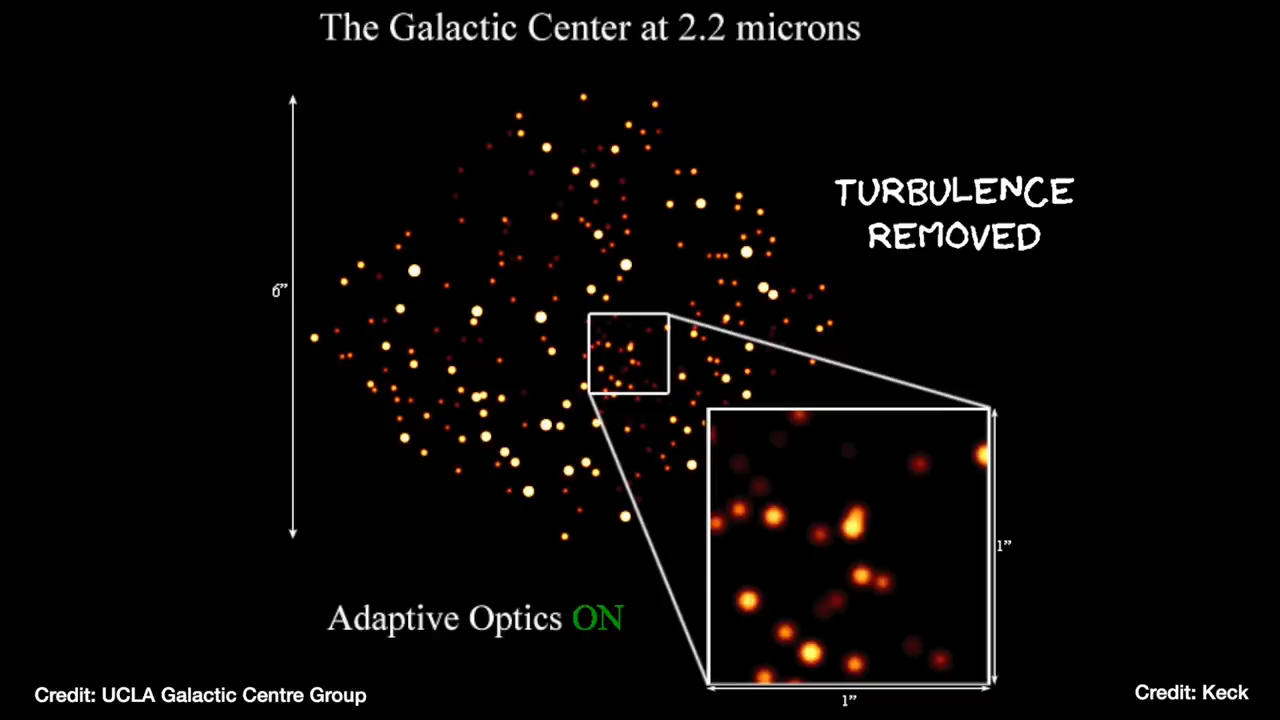 The Galactic Center at 2.2 microns
TURBULENCE
REMOVED
6”
1”
Adaptive Optics ON
1”
Credit: UCLA Galactic Centre Group
Credit: Keck